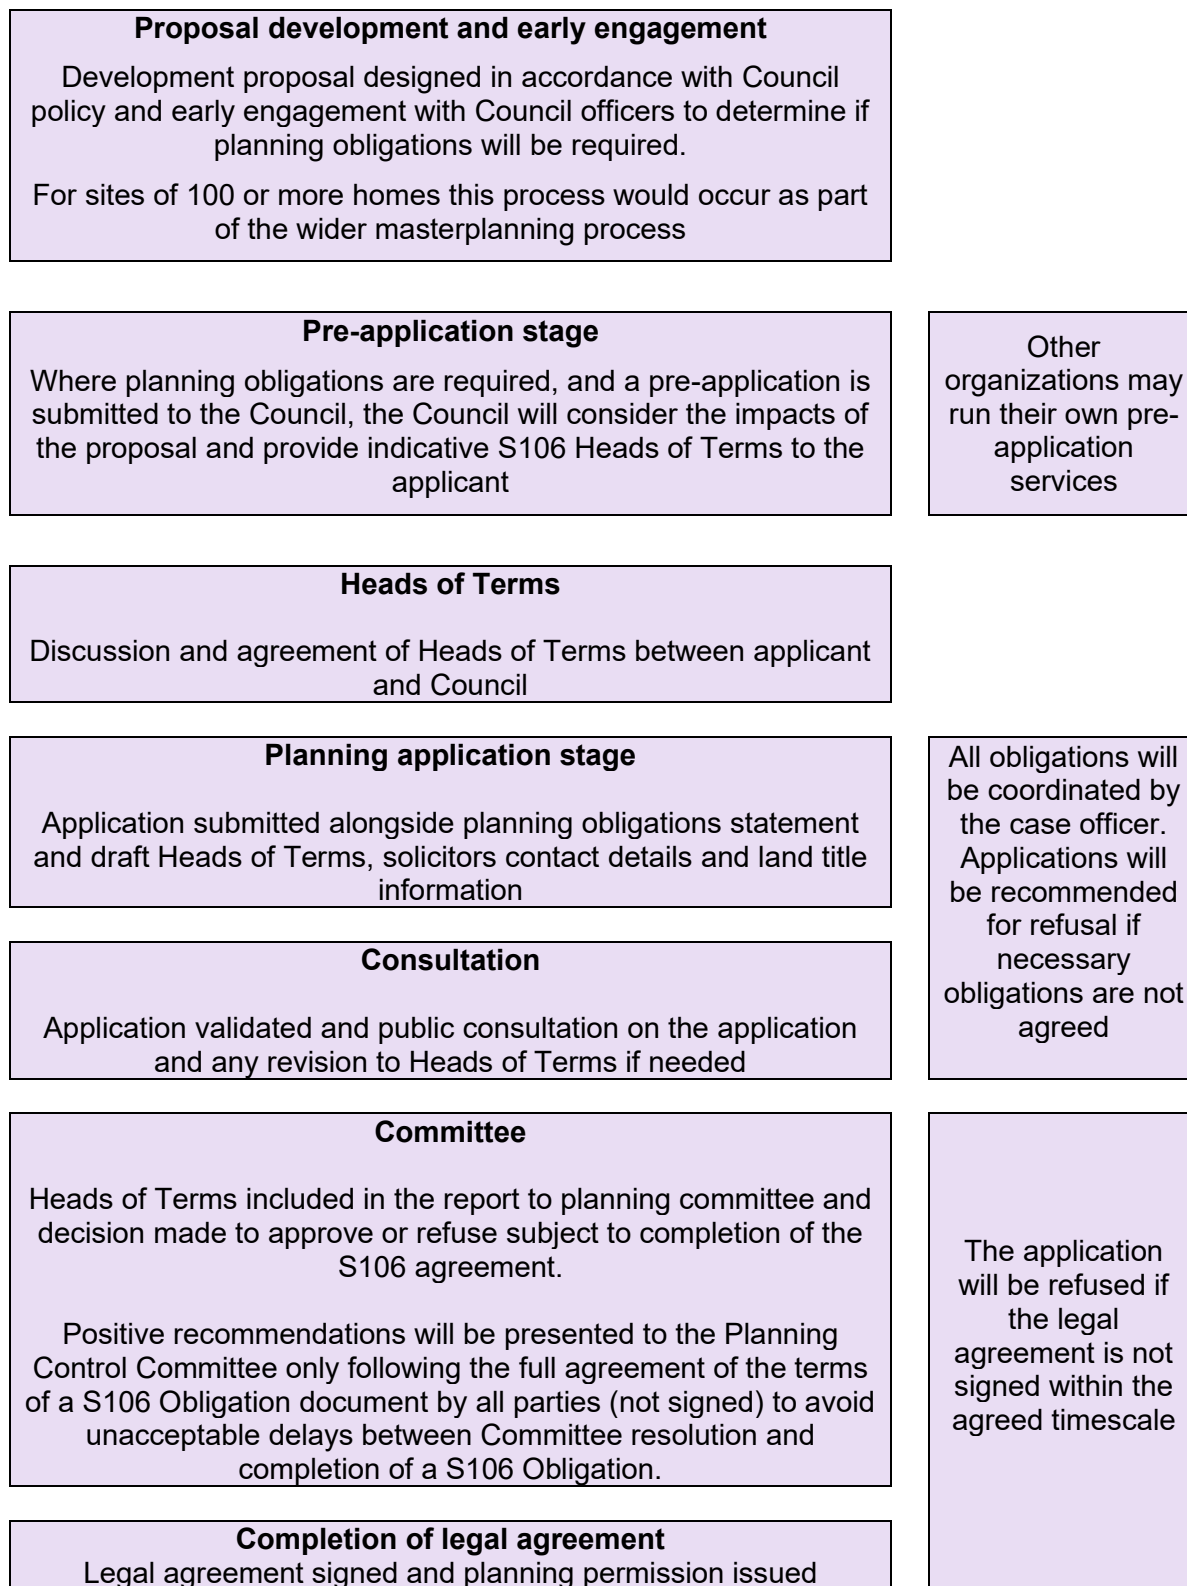 Proposal development and early engagement
Development proposal designed in accordance with Council
policy and early engagement with Council officers to determine if
planning obligations will be required.
For sites of 100 or more homes this process would occur as part
of the wider masterplanning process
Pre-application stage
Where planning obligations are required, and a pre-application is
submitted to the Council, the Council will consider the impacts of
the proposal and provide indicative S106 Heads of Terms to the
applicant
Other
organizations may
run their own pre-
application
services
Heads of Terms
Discussion and agreement of Heads of Terms between applicant
and Council
Planning application stage
Application submitted alongside planning obligations statement
and draft Heads of Terms, solicitors contact details and land title
information
All obligations will
be coordinated by
the case officer.
Applications will
be recommended
for refusal if
necessary
obligations are not
agreed
Consultation
Application validated and public consultation on the application
and any revision to Heads of Terms if needed
Committee
Heads of Terms included in the report to planning committee and
decision made to approve or refuse subject to completion of the
S106 agreement.
Positive recommendations will be presented to the Planning
Control Committee only following the full agreement of the terms
of a S106 Obligation document by all parties (not signed) to avoid
unacceptable delays between Committee resolution and
completion of a S106 Obligation.
The application
will be refused if
the legal
agreement is not
signed within the
agreed timescale
Completion of legal agreement
Legal agreement signed and planning permission issued